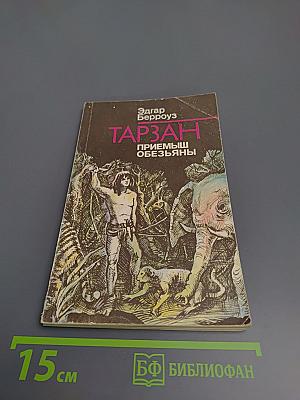 Эдгар
Берроуз
ТАРЗАН
ПРИЕМЫШ
ОБЕЗЬЯНЫ
15 см
БФ БИБЛИОФАН